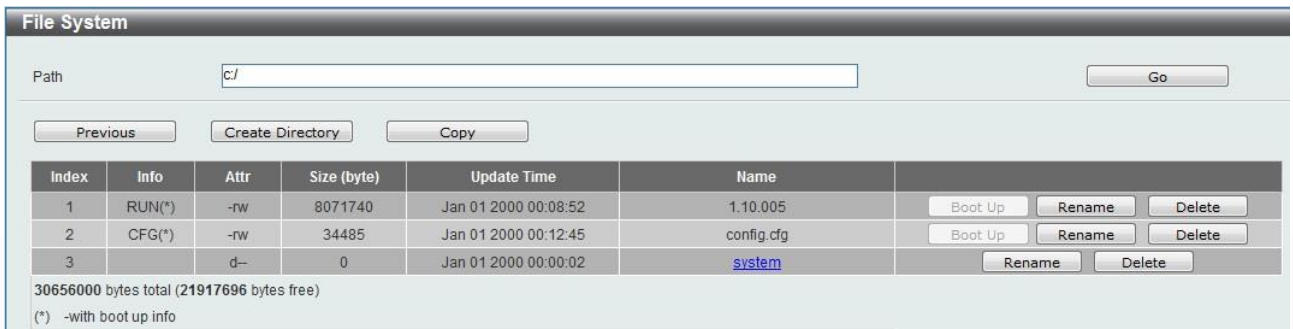 File System
Path c:/ Go
Previous Create Directory Copy
Index Info Attr Size (byte) Update Time Name
1 RUN(*) -rw 8071740 Jan 01 2000 00:08:52 1.10.005 Boot Up Rename Delete
2 CFG(*) -rw 34485 Jan 01 2000 00:12:45 config.cfg Boot Up Rename Delete
3 d-- 0 Jan 01 2000 00:00:02 system Rename Delete
30656000 bytes total (21917696 bytes free)
(*) -with boot up info